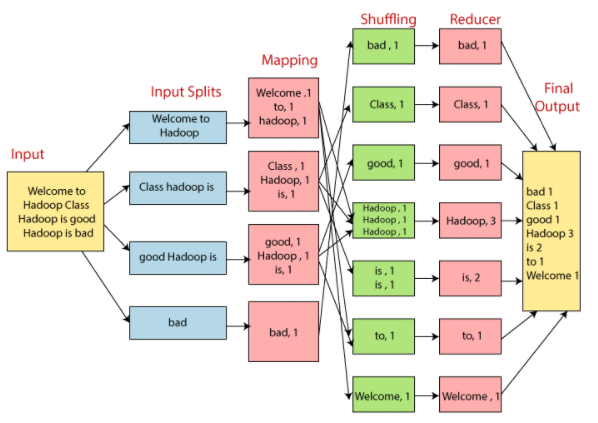 Input
Welcome to
Hadoop Class
Hadoop is good
Hadoop is bad
Input Splits
Welcome to
Hadoop
Class hadoop is
good Hadoop is
bad
Mapping
Welcome .1
to, 1
hadoop, 1
Class , 1
Hadoop, 1
is, 1
good, 1
Hadoop , 1
is, 1
bad, 1
Shuffling
bad , 1
Class, 1
good, 1
Hadoop , 1
Hadoop , 1
Hadoop , 1
is , 1
is , 1
to, 1
Welcome, 1
Reducer
bad, 1
Class, 1
good, 1
Hadoop, 3
is, 2
to, 1
Welcome , 1
Final
Output
bad 1
Class 1
good 1
Hadoop 3
is 2
to 1
Welcome 1